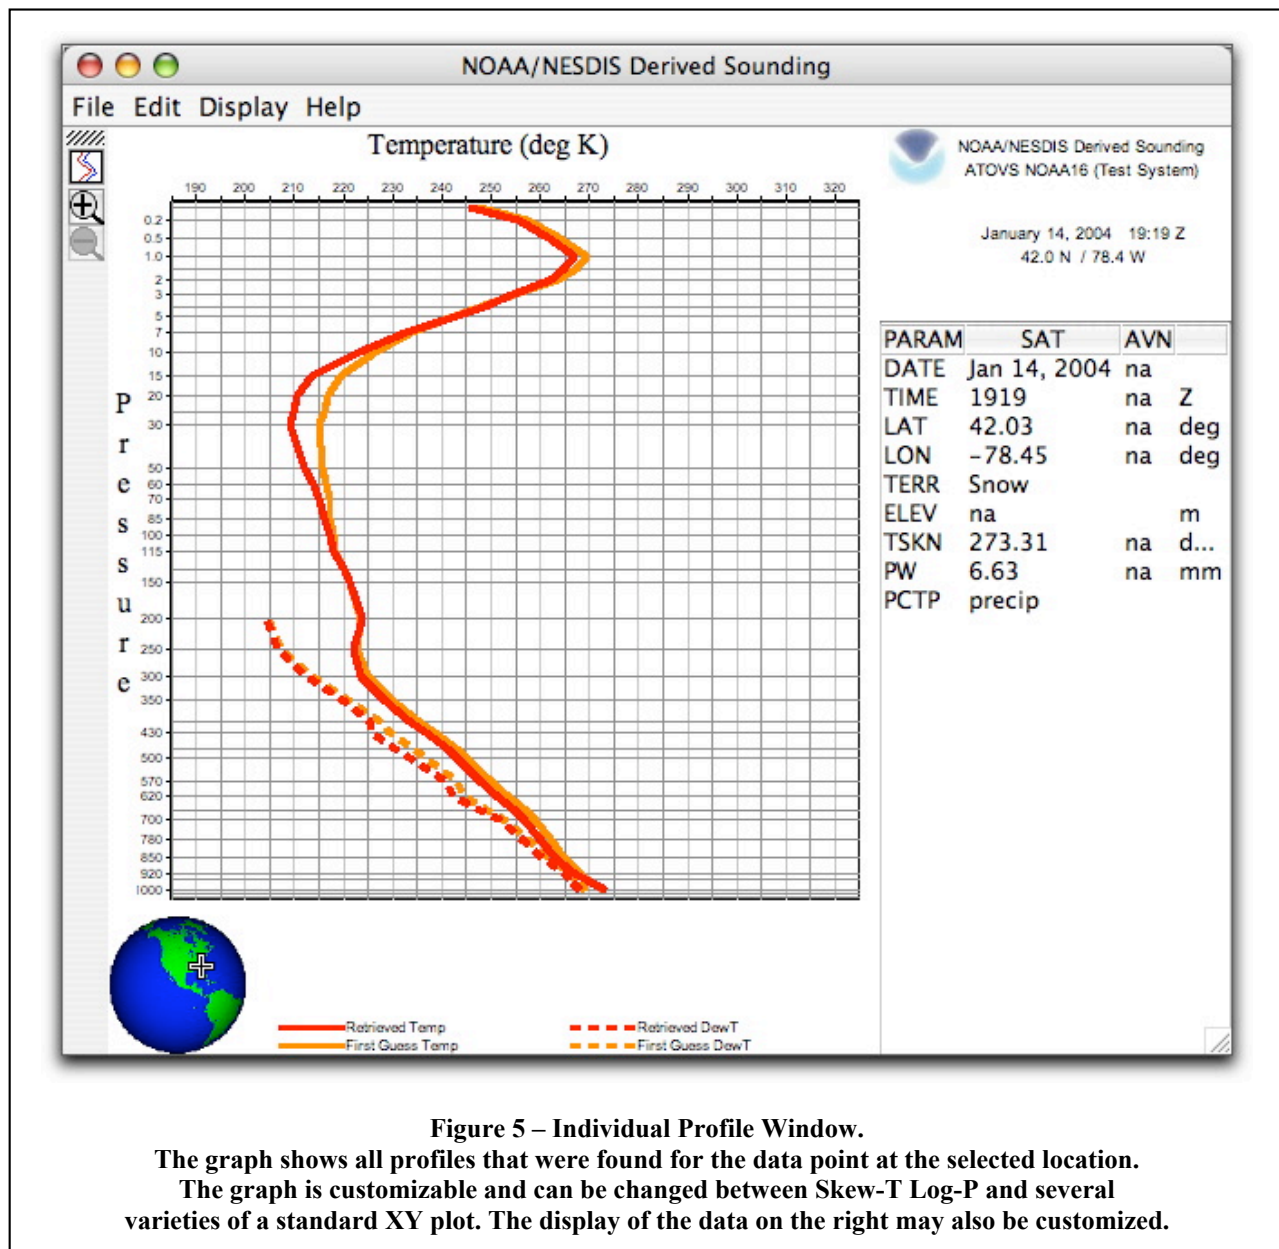 NOAA/NESDIS Derived Sounding
File Edit Display Help
Temperature (deg K)
190 200 210 220 230 240 250 260 270 280 290 300 310 320
Pressure
0.2
0.5
1.0
2
3
5
7
10
15
20
30
50
60
70
85
100
115
150
200
250
300
350
430
500
570
620
700
780
850
920
1000
Retrieved Temp
First Guess Temp
Retrieved DewT
First Guess DewT
NOAA/NESDIS Derived Sounding
ATOVS NOAA16 (Test System)
January 14, 2004 19:19 Z
42.0 N / 78.4 W
PARAM SAT AVN
DATE Jan 14, 2004 na
TIME 1919 na Z
LAT 42.03 na deg
LON -78.45 na deg
TERR Snow
ELEV na m
TSKN 273.31 na d...
PW 6.63 na mm
PCTP precip
Figure 5 – Individual Profile Window.
The graph shows all profiles that were found for the data point at the selected location.
The graph is customizable and can be changed between Skew-T Log-P and several
varieties of a standard XY plot. The display of the data on the right may also be customized.